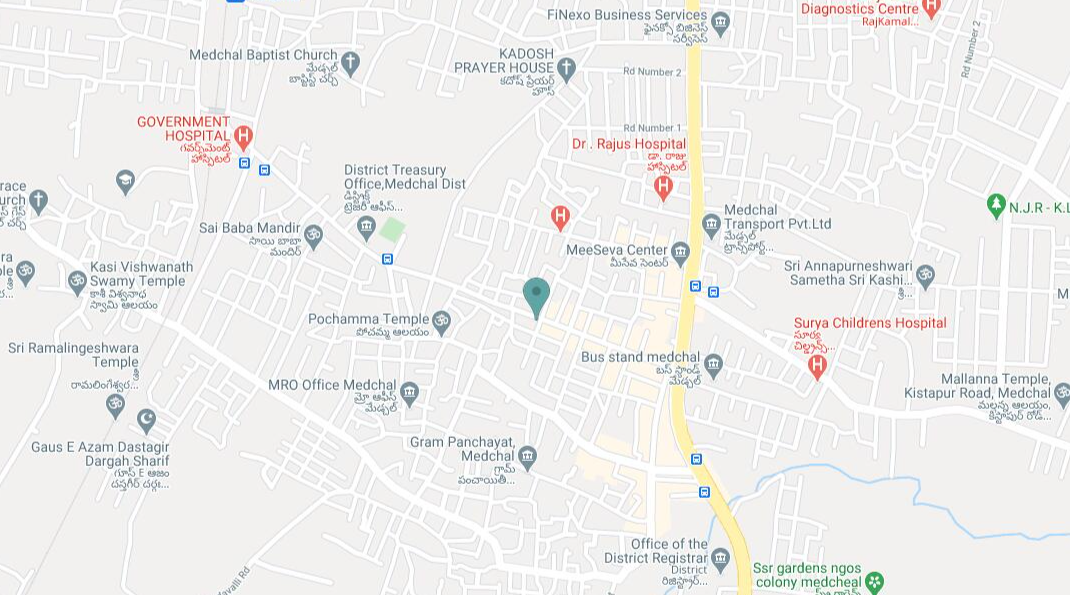 FiNexo Business Services
ఫైనెక్సో బిజినెస్
సర్వీసెస్
Diagnostics Centre
RajKamal...
Rd Number 2
Medchal Baptist Church
మేడ్చల్
బాప్టిస్ట్ చర్చ్
KADOSH
PRAYER HOUSE
కదోష్ ప్రేయర్
హౌస్
Rd Number 2
GOVERNMENT
HOSPITAL
గవర్నమెంట్
హాస్పిటల్
Rd Number 1
Dr . Rajus Hospital
డా. రాజు
హాస్పిటల్
District Treasury
Office,Medchal Dist
డిస్ట్రిక్ట్
ట్రెజరీ ఆఫీస్...
race
urch
Sai Baba Mandir
సాయి బాబా
మందిర్
Medchal
Transport Pvt.Ltd
మేడ్చల్
ట్రాన్స్‌పోర్ట్...
N.J.R - K.L
MeeSeva Center
మీసేవ సెంటర్
Kasi Vishwanath
Swamy Temple
కాశీ విశ్వనాథ
స్వామి ఆలయం
Sri Annapurneshwari
Sametha Sri Kashi...
శ్రీ...
Pochamma Temple
పోచమ్మ ఆలయం
Surya Childrens Hospital
సూర్య
చిల్డ్రన్స్...
Sri Ramalingeshwara
Temple
శ్రీ
రామలింగేశ్వర...
Bus stand medchal
బస్ స్టాండ్
మేడ్చల్
MRO Office Medchal
మ్రో ఆఫీస్
మేడ్చల్
Mallanna Temple,
Kistapur Road, Medchal
మల్లన్న ఆలయం,
కిస్టాపుర్ రోడ్...
Gaus E Azam Dastagir
Dargah Sharif
గూస్ E ఆజం
దస్తగీర్ దర్గః...
Gram Panchayat,
Medchal
గ్రామ్
పంచాయితీ...
Office of the
District Registrar
District
రిజిస్ట్రార్...
Ssr gardens ngos
colony medcheal